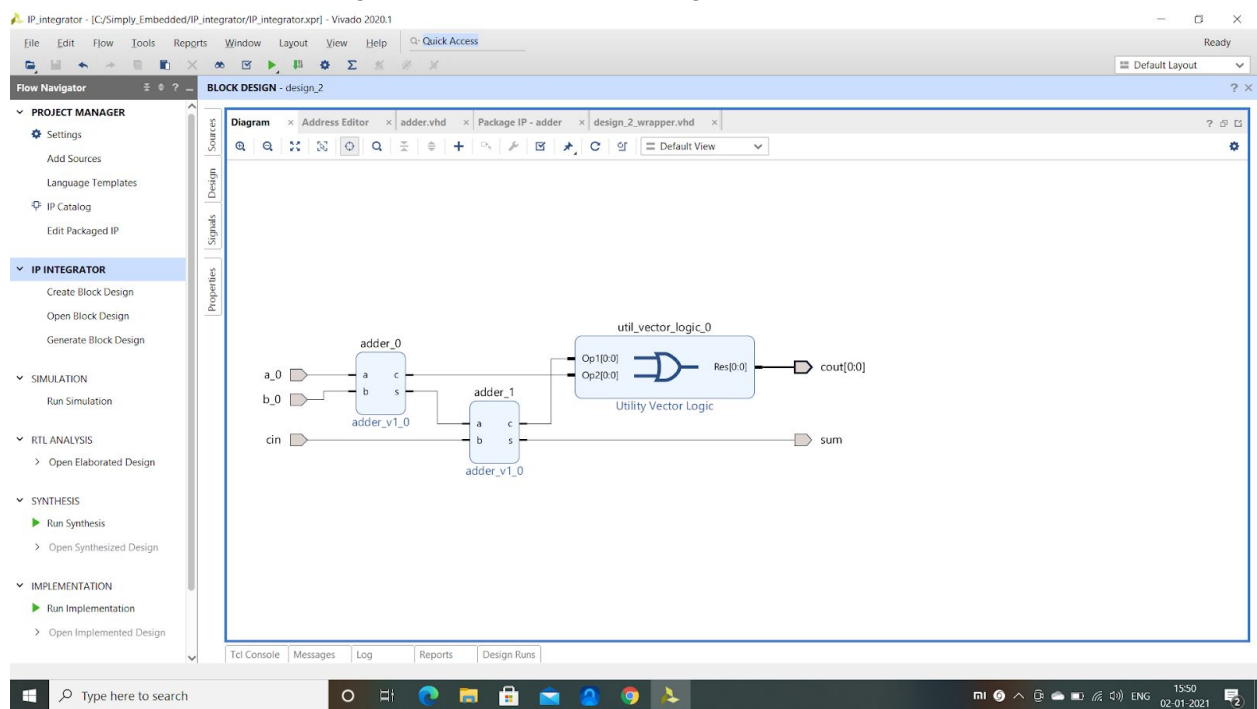 IP_integrator - [C:/Simply_Embedded/IP_integrator/IP_integrator.xpr] - Vivado 2020.1
File Edit Flow Tools Reports Window Layout View Help Quick Access Ready
Default Layout
Flow Navigator ? BLOCK DESIGN - design_2 ? X
PROJECT MANAGER
Settings
Add Sources
Language Templates
IP Catalog
Edit Packaged IP
IP INTEGRATOR
Create Block Design
Open Block Design
Generate Block Design
SIMULATION
Run Simulation
RTL ANALYSIS
Open Elaborated Design
SYNTHESIS
Run Synthesis
Open Synthesized Design
IMPLEMENTATION
Run Implementation
Open Implemented Design
Sources
Design
Signals
Properties
Diagram Address Editor adder.vhd Package IP - adder design_2_wrapper.vhd ?
Default View
util_vector_logic_0
Op1[0:0]
Op2[0:0]
Res[0:0]
Utility Vector Logic
cout[0:0]
adder_0
a_0 a c
b_0 b s
adder_v1_0
adder_1
a c
cin b s sum
adder_v1_0
Tcl Console Messages Log Reports Design Runs
Type here to search
ENG
15:50
02-01-2021
2